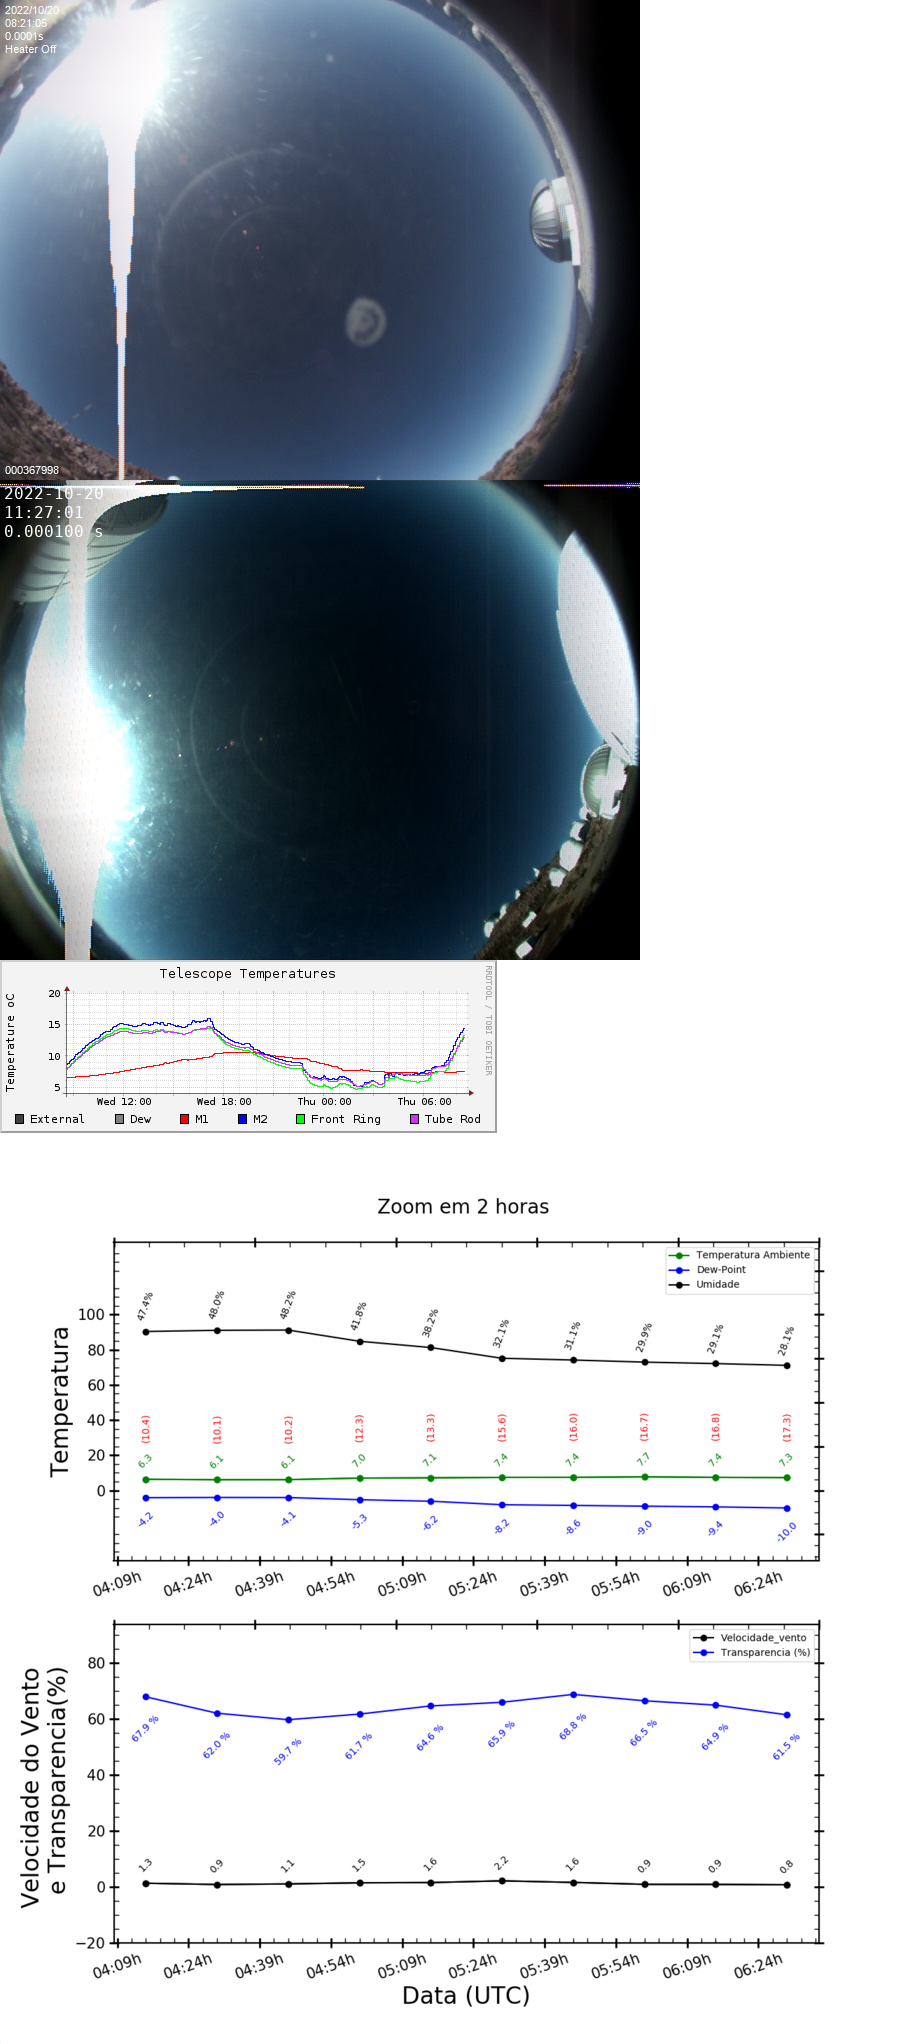 2022/10/20
08:21:05
0.0001s
Heater Off
000367998
2022-10-20
11:27:01
0.000100 s
Telescope Temperatures
RRDTOOL / TOBI OETIKER
Temperature oC
20
15
10
5
Wed 12:00 Wed 18:00 Thu 00:00 Thu 06:00
External Dew M1 M2 Front Ring Tube Rod
Zoom em 2 horas
Temperatura Ambiente
Dew-Point
Umidade
Temperatura
100
80
60
40
20
0
47.4% 48.0% 48.2% 41.8% 38.2% 32.1% 31.1% 29.9% 29.1% 28.1%
(10.4) (10.1) (10.2) (12.3) (13.3) (15.6) (16.0) (16.7) (16.8) (17.3)
6.3 6.1 6.1 7.0 7.1 7.4 7.4 7.7 7.4 7.3
-4.2 -4.0 -4.1 -5.3 -6.2 -8.2 -8.6 -9.0 -9.4 -10.0
04:09h 04:24h 04:39h 04:54h 05:09h 05:24h 05:39h 05:54h 06:09h 06:24h
Velocidade_vento
Transparencia (%)
Velocidade do Vento
e Transparencia(%)
80
60
40
20
0
−20
67.9 % 62.0 % 59.7 % 61.7 % 64.6 % 65.9 % 68.8 % 66.5 % 64.9 % 61.5 %
1.3 0.9 1.1 1.5 1.6 2.2 1.6 0.9 0.9 0.8
04:09h 04:24h 04:39h 04:54h 05:09h 05:24h 05:39h 05:54h 06:09h 06:24h
Data (UTC)